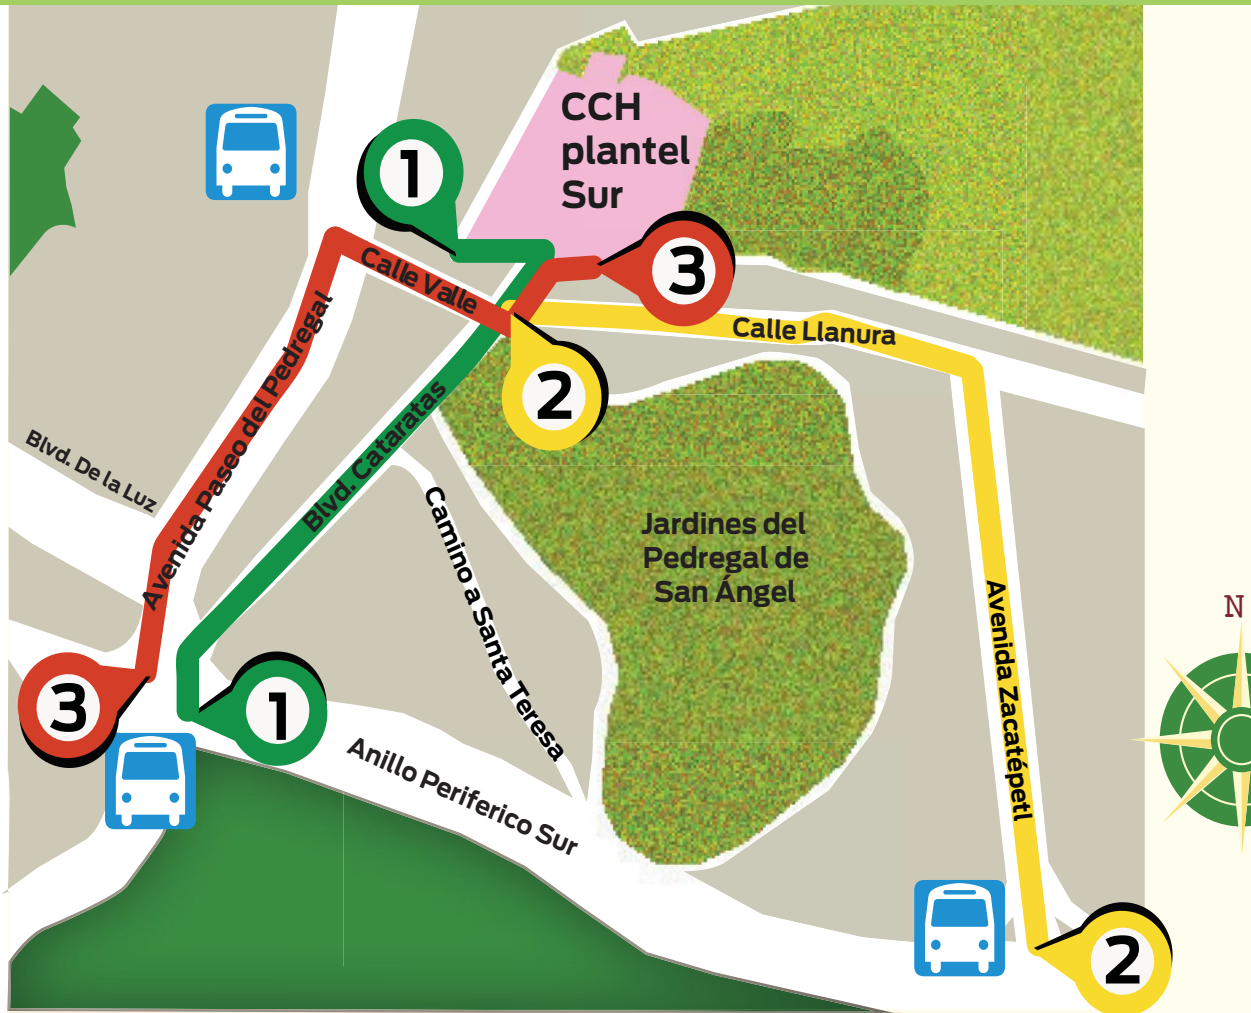 CCH
plantel
Sur
1
3
Calle Valle
Calle Llanura
2
Avenida Paseo del Pedregal
Blvd. Cataratas
Blvd. De la Luz
Camino a Santa Teresa
Jardines del
Pedregal de
San Ángel
Avenida Zacatépetl
N
3
1
Anillo Periferico Sur
2